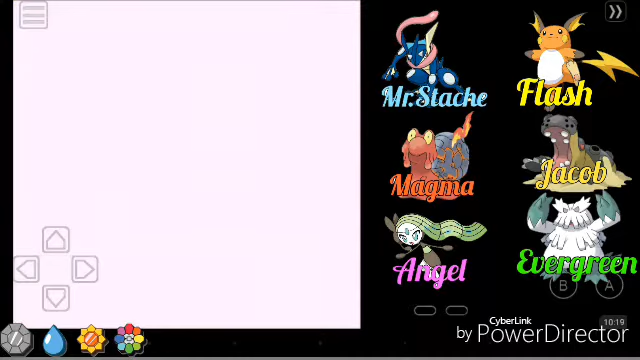 Mr.Stache
Flash
Magma
Jacob
Angel
Evergreen
B
A
10:19
CyberLink
by PowerDirector